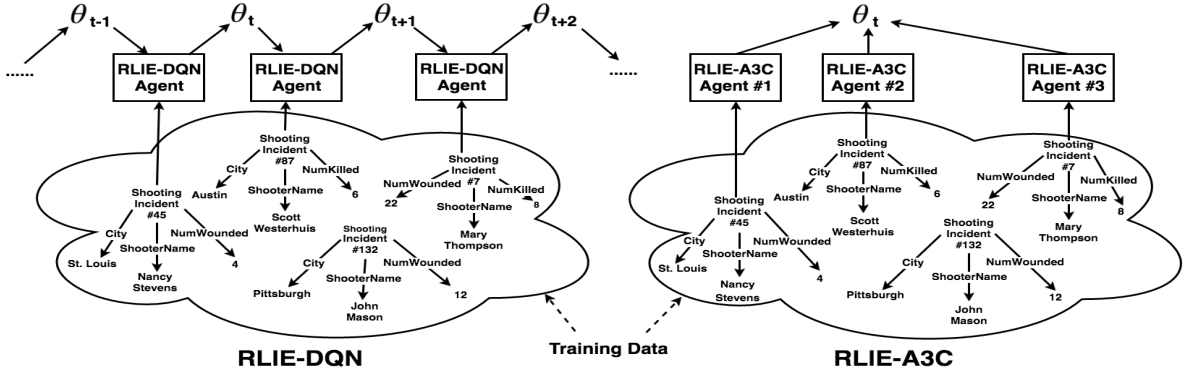 θ t-1
θ t
θ t+1
θ t+2
......
......
RLIE-DQN
Agent
RLIE-DQN
Agent
RLIE-DQN
Agent
Shooting
Incident
#87
City
NumKilled
Austin
ShooterName
6
Scott
Westerhuis
Shooting
Incident
#7
NumWounded
NumKilled
22
ShooterName
8
Mary
Thompson
Shooting
Incident
#45
City
NumWounded
ShooterName
St. Louis
4
Nancy
Stevens
Shooting
Incident
#132
City
NumWounded
ShooterName
Pittsburgh
12
John
Mason
RLIE-DQN
Training Data
θ t
RLIE-A3C
Agent #1
RLIE-A3C
Agent #2
RLIE-A3C
Agent #3
Shooting
Incident
#87
City
NumKilled
Austin
ShooterName
6
Scott
Westerhuis
Shooting
Incident
#7
NumWounded
NumKilled
22
ShooterName
8
Mary
Thompson
Shooting
Incident
#45
City
NumWounded
ShooterName
St. Louis
4
Nancy
Stevens
Shooting
Incident
#132
City
NumWounded
ShooterName
Pittsburgh
12
John
Mason
RLIE-A3C